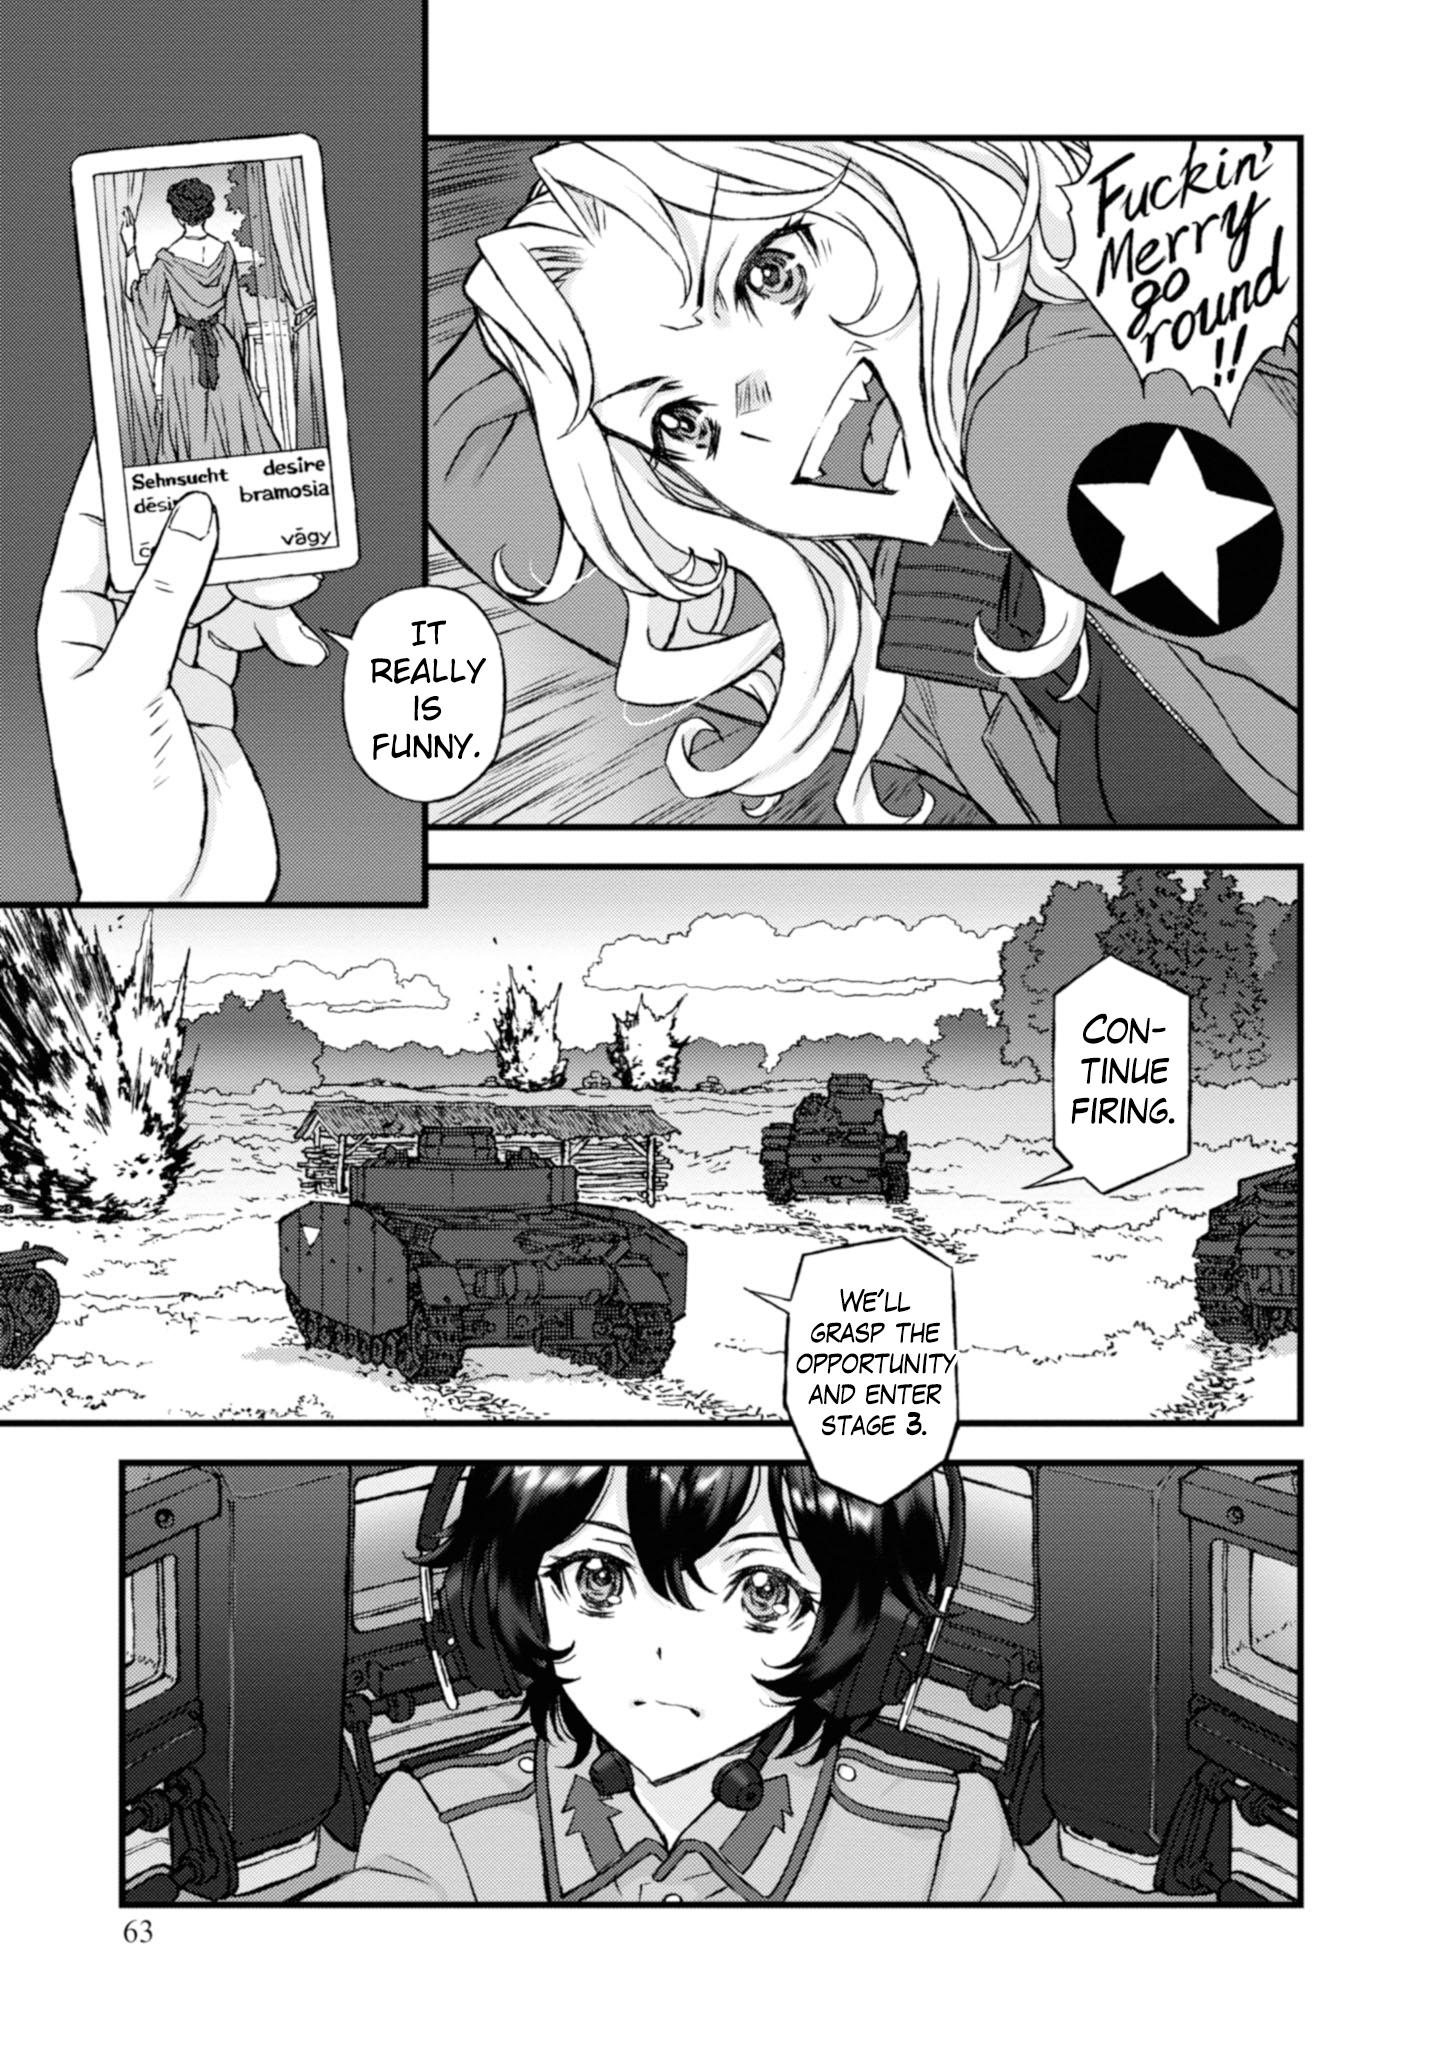 Fuckin'
Merry
go
round
!!
Sehnsucht desire
bramosia
vāgy
IT
REALLY
IS
FUNNY.
CON-
TINUE
FIRING.
WE'LL
GRASP THE
OPPORTUNITY
AND ENTER
STAGE 3.
63